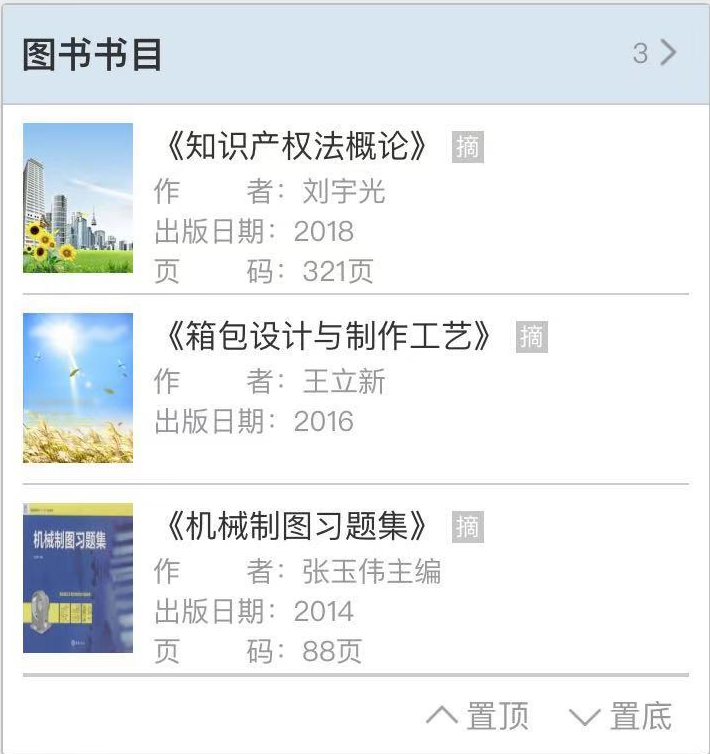 图书书目 3
《知识产权法概论》 摘
作 者：刘宇光
出版日期：2018
页 码：321页
《箱包设计与制作工艺》 摘
作 者：王立新
出版日期：2016
机械制图习题集
《机械制图习题集》 摘
作 者：张玉伟主编
出版日期：2014
页 码：88页
置顶 置底